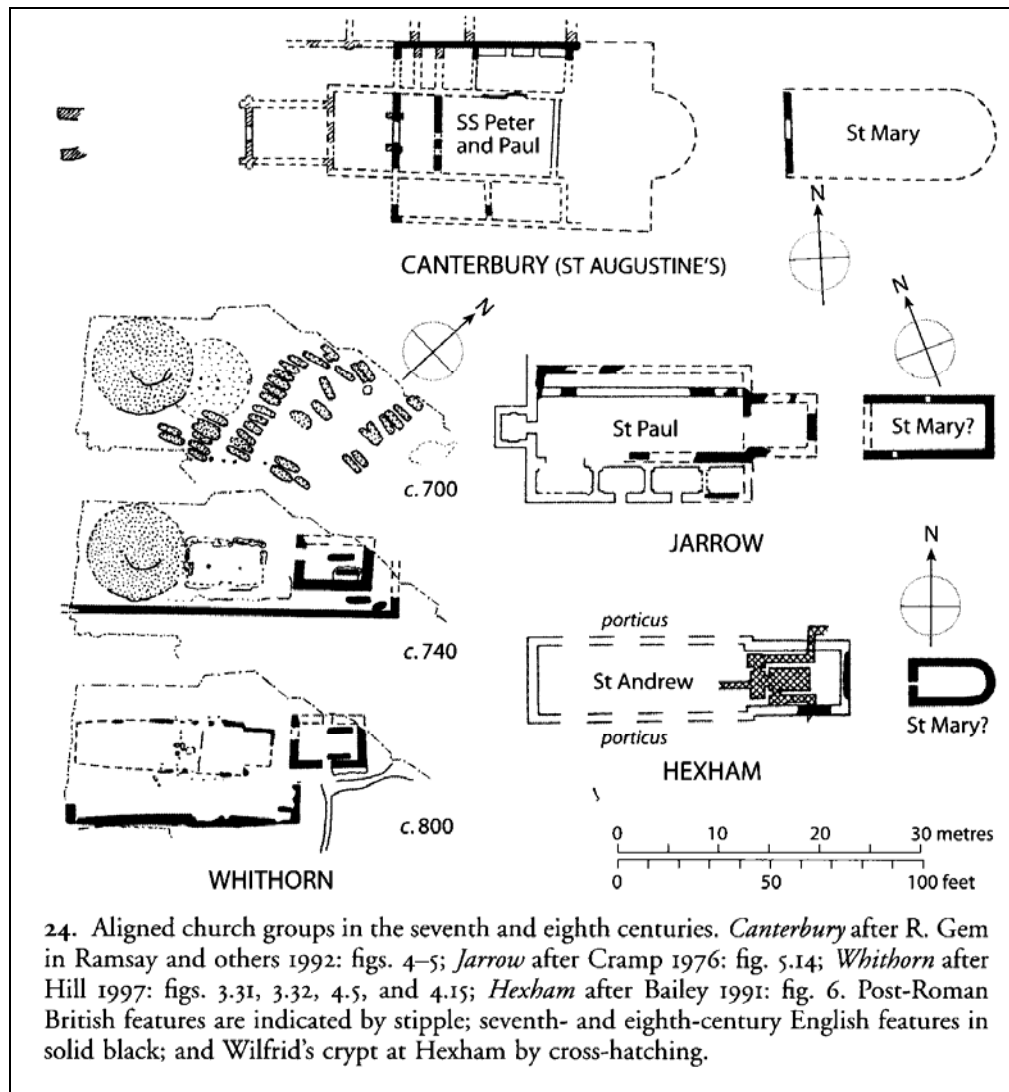 SS Peter
and Paul
St Mary
N
CANTERBURY (ST AUGUSTINE'S)
N
N
c.700
St Paul
St Mary?
JARROW
c.740
N
porticus
St Andrew
porticus
St Mary?
HEXHAM
c.800
WHITHORN
0 10 20 30 metres
0 50 100 feet
24. Aligned church groups in the seventh and eighth centuries. Canterbury after R. Gem
in Ramsay and others 1992: figs. 4–5; Jarrow after Cramp 1976: fig. 5.14; Whithorn after
Hill 1997: figs. 3.31, 3.32, 4.5, and 4.15; Hexham after Bailey 1991: fig. 6. Post-Roman
British features are indicated by stipple; seventh- and eighth-century English features in
solid black; and Wilfrid's crypt at Hexham by cross-hatching.